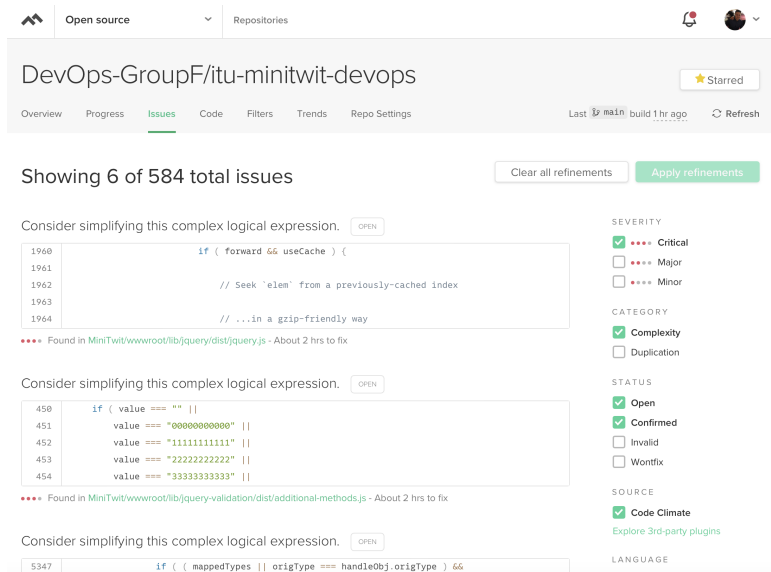 Open source
Repositories
DevOps-GroupF/itu-minitwit-devops
Starred
Overview Progress Issues Code Filters Trends Repo Settings Last main build 1 hr ago Refresh
Showing 6 of 584 total issues
Clear all refinements Apply refinements
Consider simplifying this complex logical expression. OPEN
1960 if ( forward && useCache ) {
1961
1962 // Seek `elem` from a previously-cached index
1963
1964 // ...in a gzip-friendly way
Found in MiniTwit/wwwroot/lib/jquery/dist/jquery.js - About 2 hrs to fix
Consider simplifying this complex logical expression. OPEN
450 if ( value === "" ||
451 value === "00000000000" ||
452 value === "11111111111" ||
453 value === "22222222222" ||
454 value === "33333333333" ||
Found in MiniTwit/wwwroot/lib/jquery-validation/dist/additional-methods.js - About 2 hrs to fix
Consider simplifying this complex logical expression. OPEN
5347 if ( ( mappedTypes || origType === handleObj.origType ) &&
SEVERITY
Critical
Major
Minor
CATEGORY
Complexity
Duplication
STATUS
Open
Confirmed
Invalid
Wontfix
SOURCE
Code Climate
Explore 3rd-party plugins
LANGUAGE